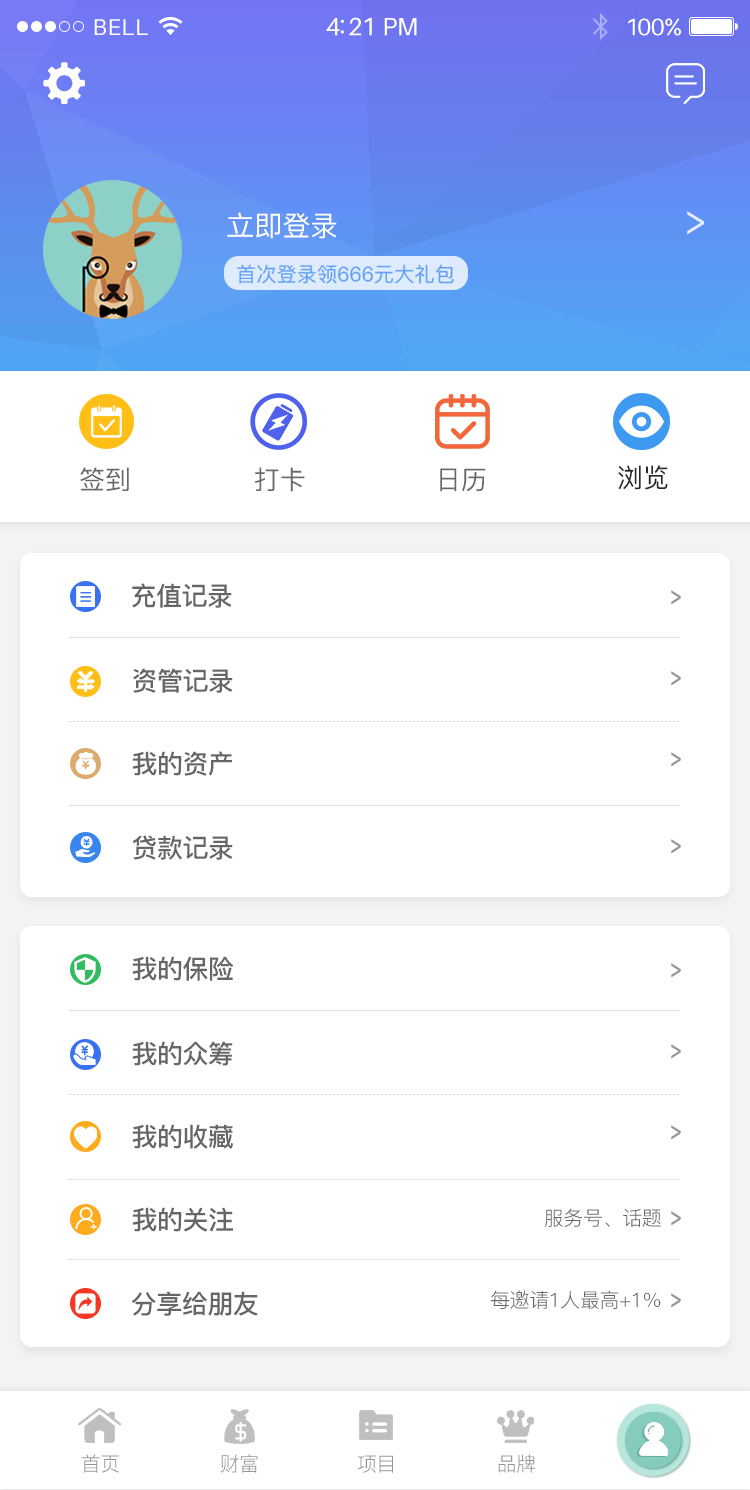 BELL 4:21 PM 100%
立即登录 >
首次登录领666元大礼包
签到 打卡 日历 浏览
充值记录 >
资管记录 >
我的资产 >
贷款记录 >
我的保险 >
我的众筹 >
我的收藏 >
我的关注 服务号、话题 >
分享给朋友 每邀请1人最高+1% >
首页 财富 项目 品牌